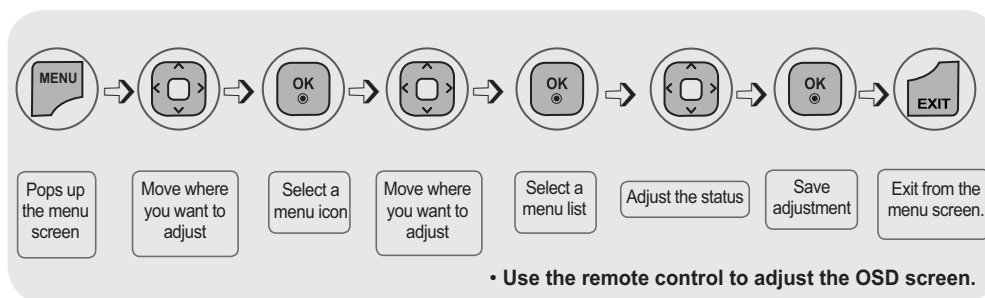 MENU
OK
OK
OK
EXIT
Pops up
the menu
screen
Move where
you want to
adjust
Select a
menu icon
Move where
you want to
adjust
Select a
menu list
Adjust the status
Save
adjustment
Exit from the
menu screen.
• Use the remote control to adjust the OSD screen.